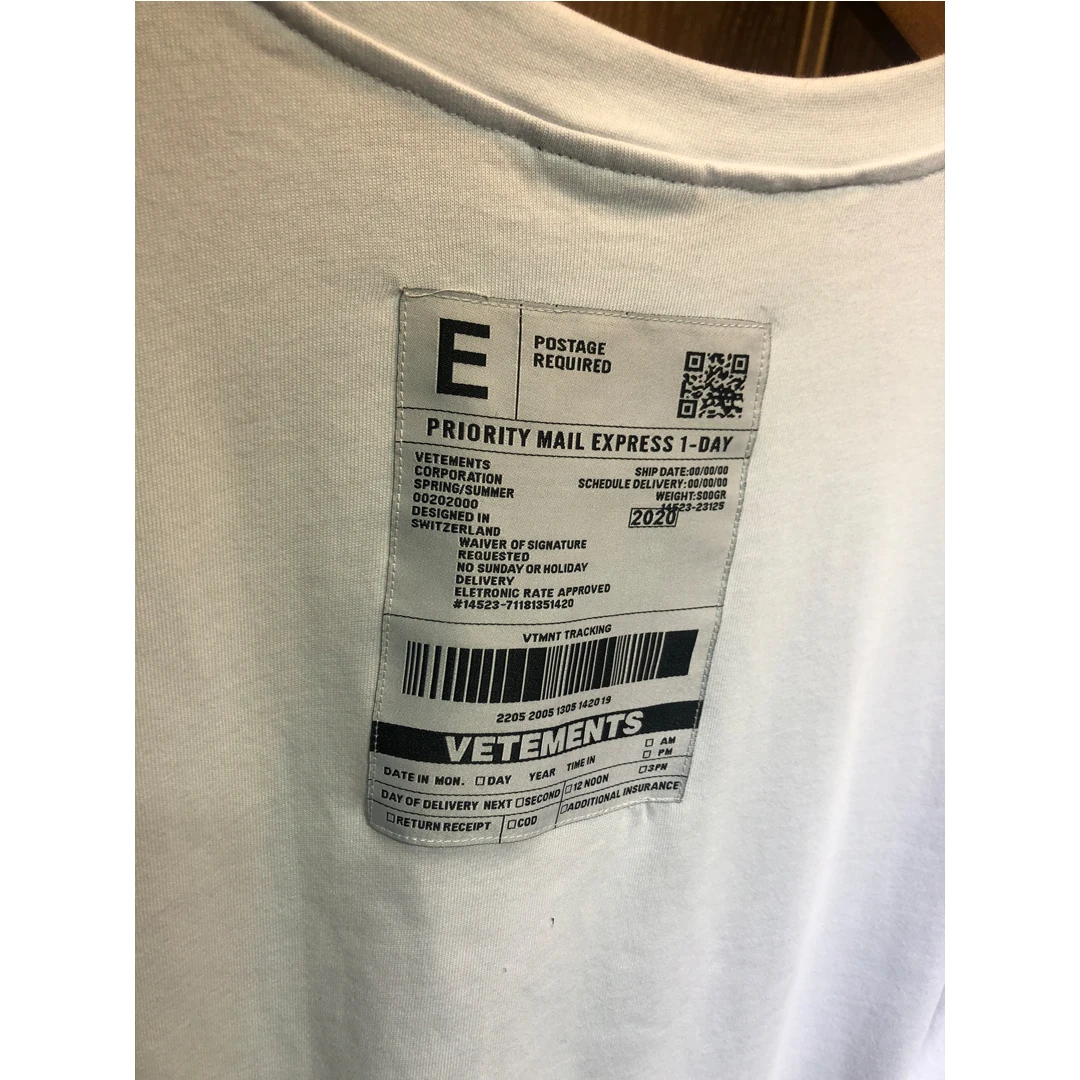 E
POSTAGE
REQUIRED
PRIORITY MAIL EXPRESS 1-DAY
VETEMENTS
CORPORATION
SPRING/SUMMER
00202000
DESIGNED IN
SWITZERLAND
SHIP DATE:00/00/00
SCHEDULE DELIVERY:00/00/00
WEIGHT:S00GR
14523-23125
2020
WAIVER OF SIGNATURE
REQUESTED
NO SUNDAY OR HOLIDAY
DELIVERY
ELETRONIC RATE APPROVED
#14523-71181351420
VTMNT TRACKING
2205 2005 1305 142019
VETEMENTS
DATE IN MON. DAY YEAR TIME IN AM
PM
DAY OF DELIVERY NEXT SECOND 12 NOON 3PN
RETURN RECEIPT COD ADDITIONAL INSURANCE